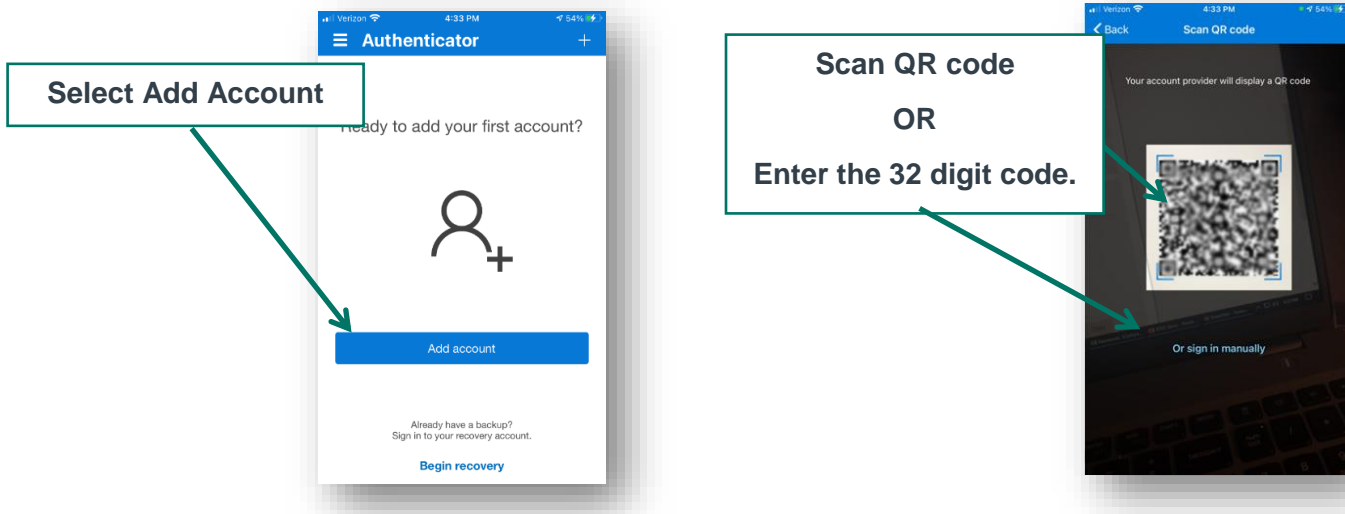 Verizon 4:33 PM 54%
Authenticator
Select Add Account
Ready to add your first account?
Add account
Already have a backup?
Sign in to your recovery account.
Begin recovery
Verizon 4:33 PM 54%
Back Scan QR code
Your account provider will display a QR code
Scan QR code
OR
Enter the 32 digit code.
Or sign in manually